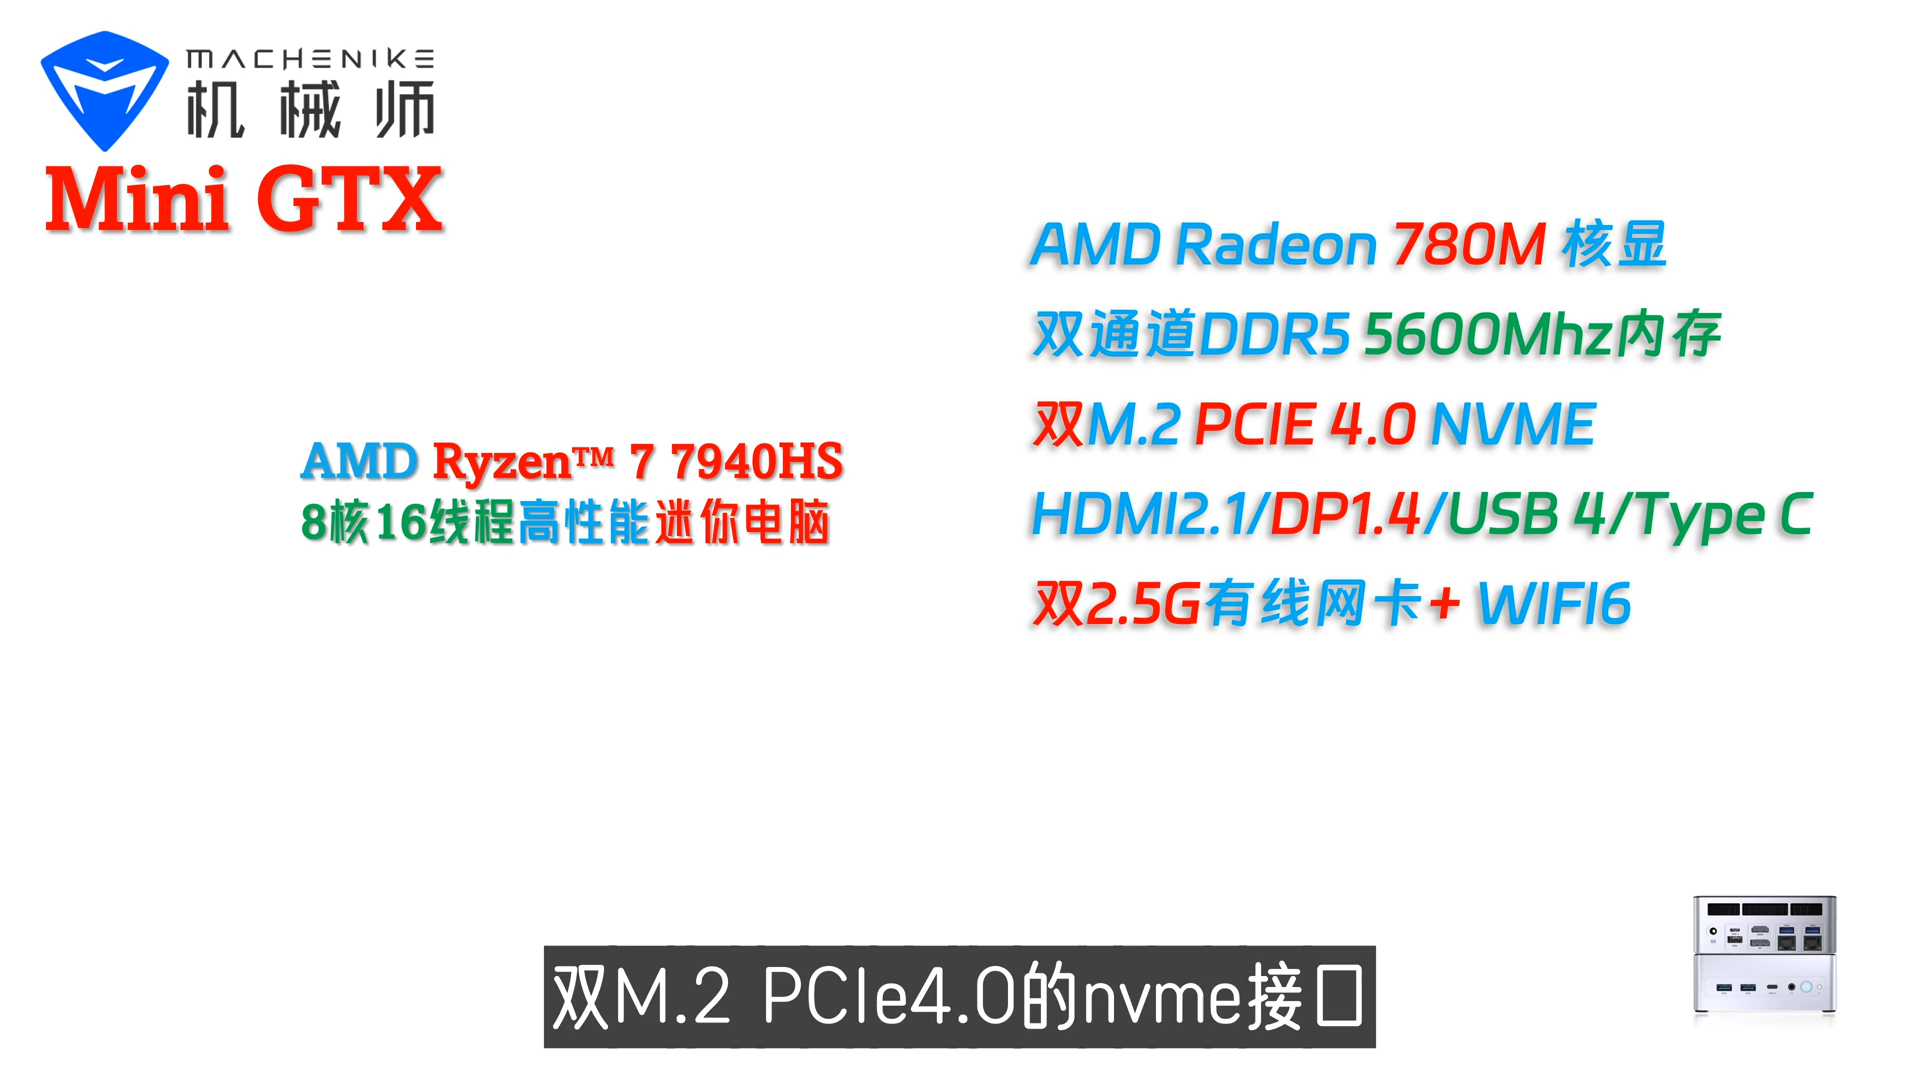 MACHENIKE
机械师
Mini GTX
AMD Ryzen™ 7 7940HS
8核16线程高性能迷你电脑
AMD Radeon 780M 核显
双通道DDR5 5600Mhz内存
双M.2 PCIE 4.0 NVME
HDMI2.1/DP1.4/USB 4/Type C
双2.5G有线网卡+ WIFI6
双M.2 PCIe4.0的nvme接口